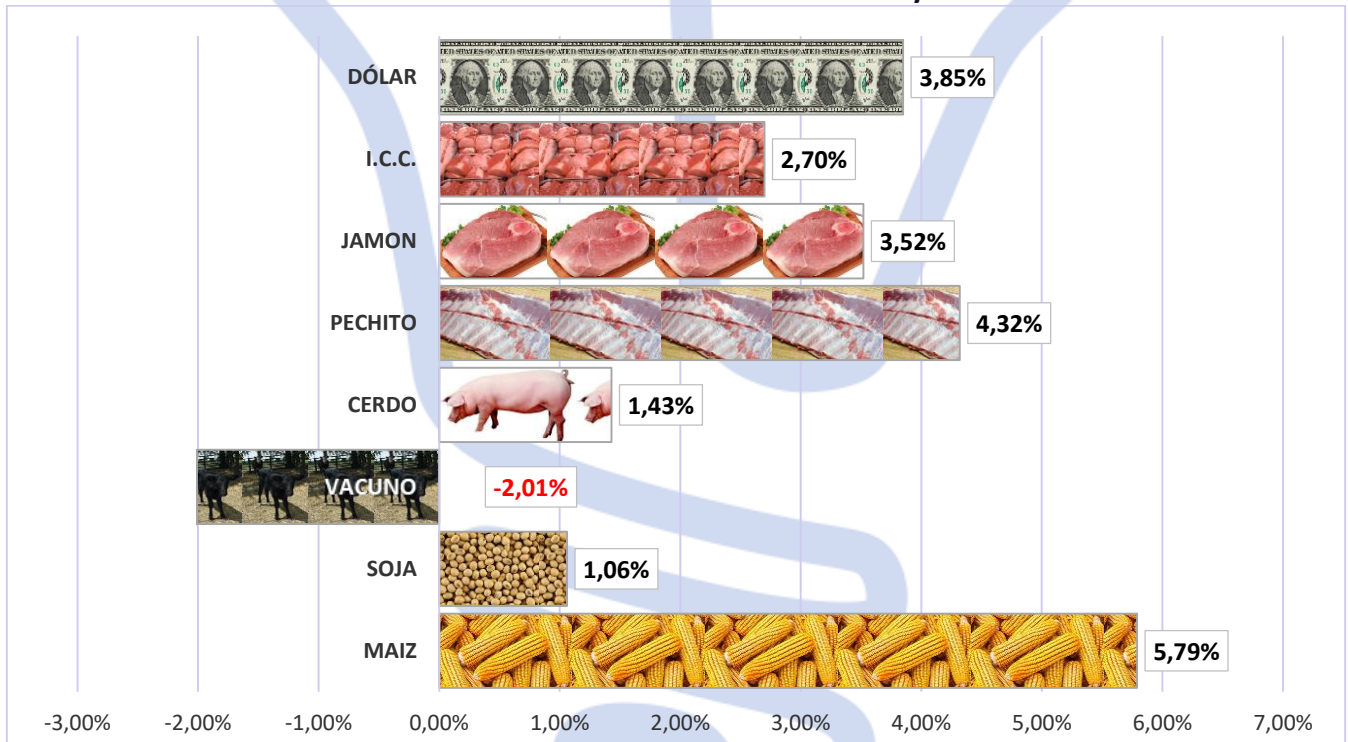 DÓLAR 3,85%
I.C.C. 2,70%
JAMON 3,52%
PECHITO 4,32%
CERDO 1,43%
VACUNO -2,01%
SOJA 1,06%
MAIZ 5,79%
-3,00% -2,00% -1,00% 0,00% 1,00% 2,00% 3,00% 4,00% 5,00% 6,00% 7,00%